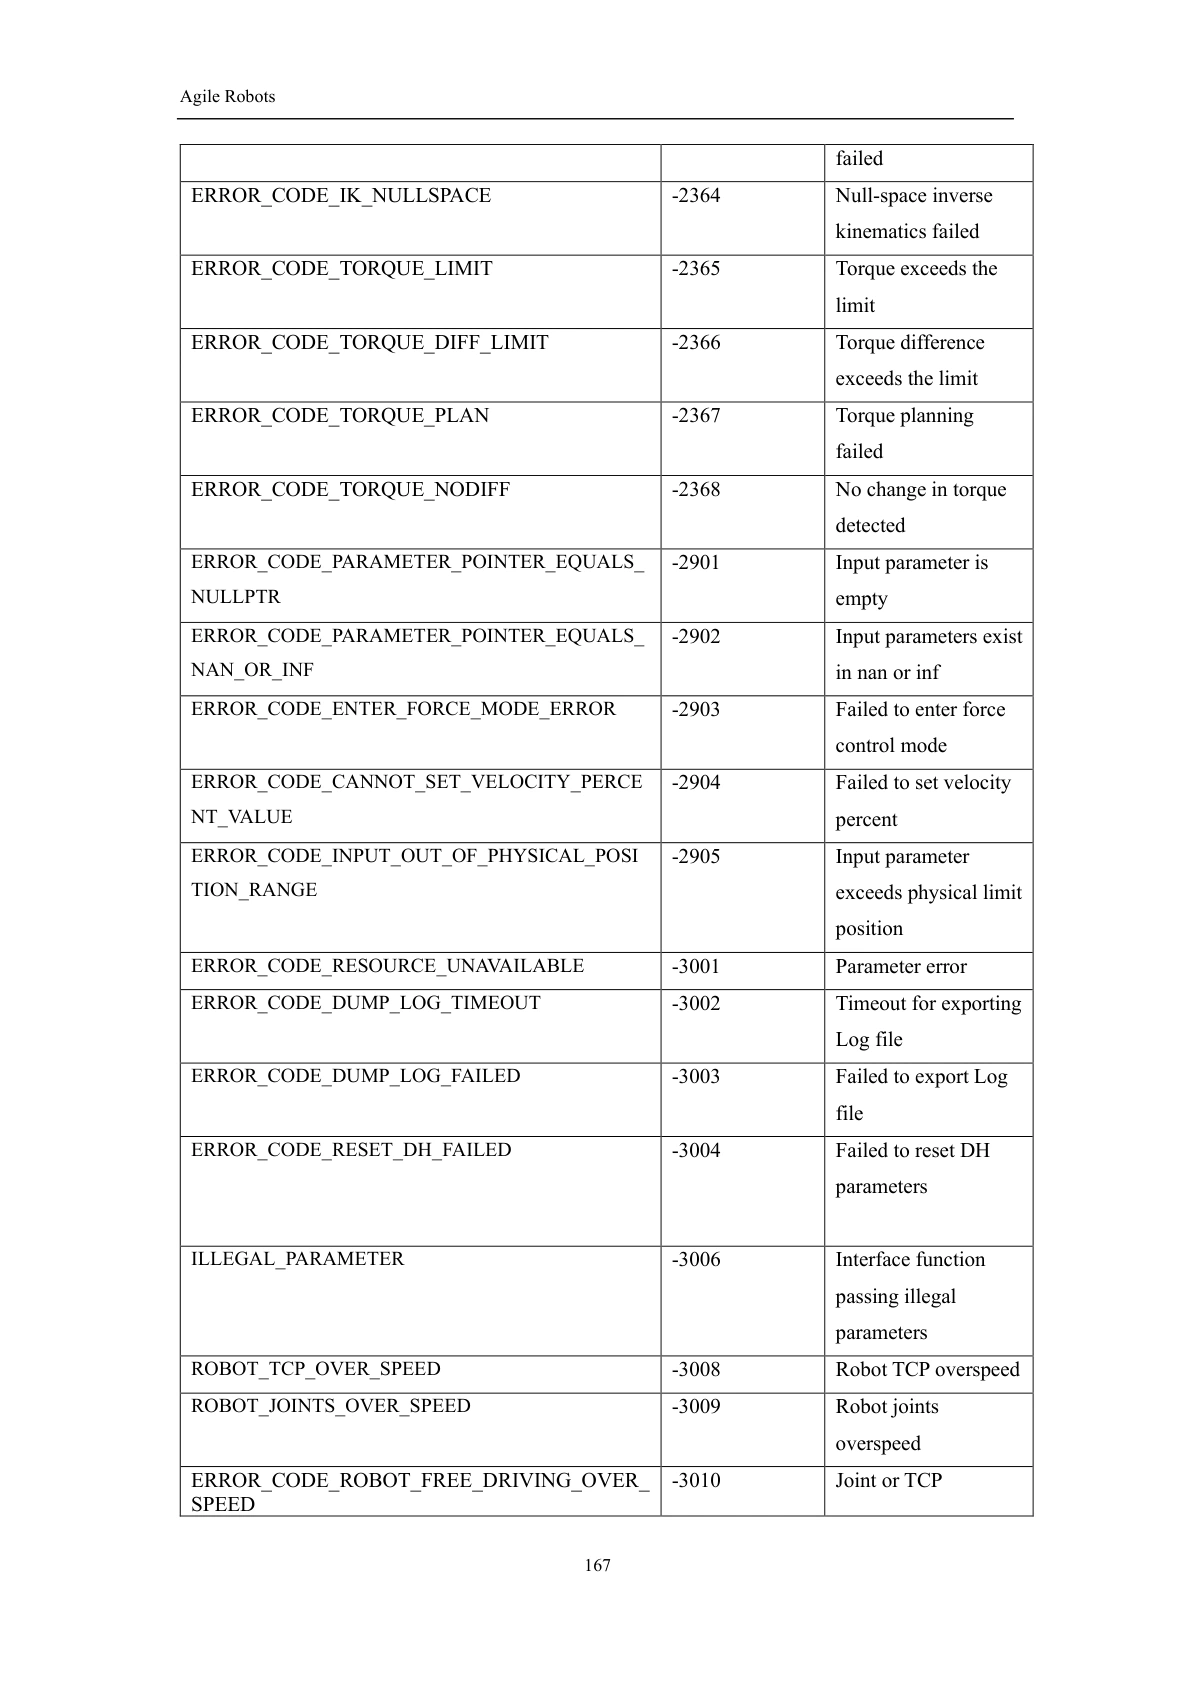 Agile Robots
failed
ERROR_CODE_IK_NULLSPACE -2364 Null-space inverse
kinematics failed
ERROR_CODE_TORQUE_LIMIT -2365 Torque exceeds the
limit
ERROR_CODE_TORQUE_DIFF_LIMIT -2366 Torque difference
exceeds the limit
ERROR_CODE_TORQUE_PLAN -2367 Torque planning
failed
ERROR_CODE_TORQUE_NODIFF -2368 No change in torque
detected
ERROR_CODE_PARAMETER_POINTER_EQUALS_ -2901 Input parameter is
NULLPTR empty
ERROR_CODE_PARAMETER_POINTER_EQUALS_ -2902 Input parameters exist
NAN_OR_INF in nan or inf
ERROR_CODE_ENTER_FORCE_MODE_ERROR -2903 Failed to enter force
control mode
ERROR_CODE_CANNOT_SET_VELOCITY_PERCE -2904 Failed to set velocity
NT_VALUE percent
ERROR_CODE_INPUT_OUT_OF_PHYSICAL_POSI -2905 Input parameter
TION_RANGE exceeds physical limit
position
ERROR_CODE_RESOURCE_UNAVAILABLE -3001 Parameter error
ERROR_CODE_DUMP_LOG_TIMEOUT -3002 Timeout for exporting
Log file
ERROR_CODE_DUMP_LOG_FAILED -3003 Failed to export Log
file
ERROR_CODE_RESET_DH_FAILED -3004 Failed to reset DH
parameters
ILLEGAL_PARAMETER -3006 Interface function
passing illegal
parameters
ROBOT_TCP_OVER_SPEED -3008 Robot TCP overspeed
ROBOT_JOINTS_OVER_SPEED -3009 Robot joints
overspeed
ERROR_CODE_ROBOT_FREE_DRIVING_OVER_ -3010 Joint or TCP
SPEED
167